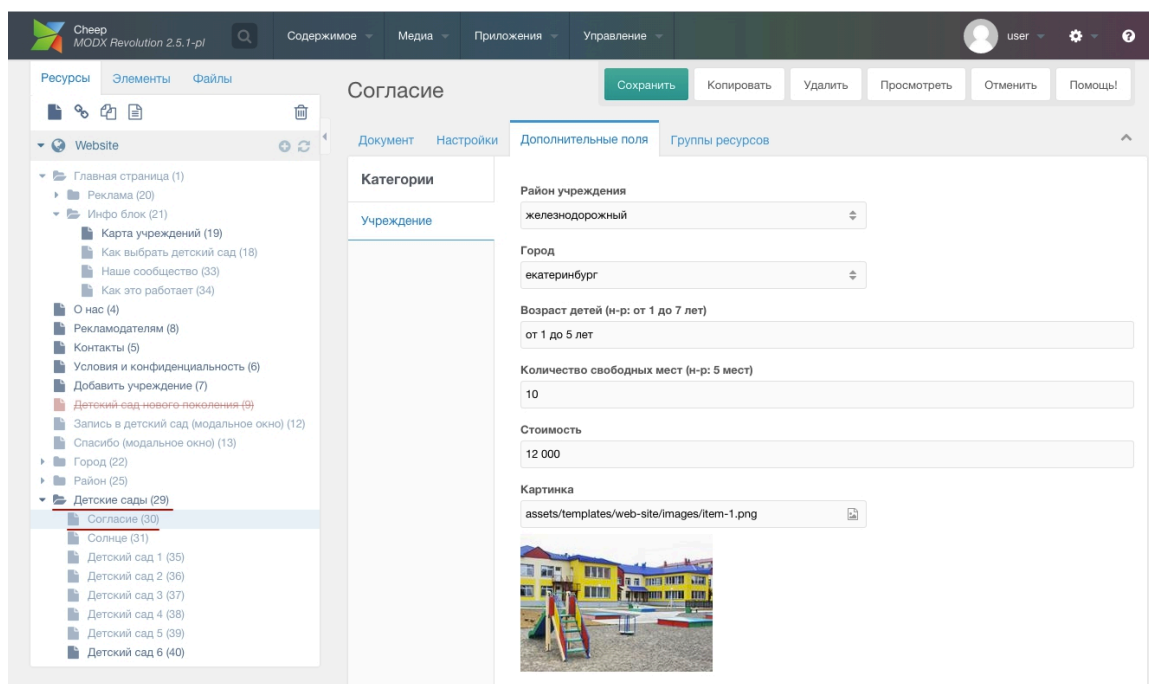 Cheep
MODX Revolution 2.5.1-pl
Содержимое
Медиа
Приложения
Управление
user
Ресурсы
Элементы
Файлы
Website
Главная страница (1)
Реклама (20)
Инфо блок (21)
Карта учреждений (19)
Как выбрать детский сад (18)
Наше сообщество (33)
Как это работает (34)
О нас (4)
Рекламодателям (8)
Контакты (5)
Условия и конфиденциальность (6)
Добавить учреждение (7)
Детский сад нового поколения (9)
Запись в детский сад (модальное окно) (12)
Спасибо (модальное окно) (13)
Город (22)
Район (25)
Детские сады (29)
Согласие (30)
Солнце (31)
Детский сад 1 (35)
Детский сад 2 (36)
Детский сад 3 (37)
Детский сад 4 (38)
Детский сад 5 (39)
Детский сад 6 (40)
Согласие
Сохранить
Копировать
Удалить
Просмотреть
Отменить
Помощь!
Документ
Настройки
Дополнительные поля
Группы ресурсов
Категории
Учреждение
Район учреждения
железнодорожный
Город
екатеринбург
Возраст детей (н-р: от 1 до 7 лет)
от 1 до 5 лет
Количество свободных мест (н-р: 5 мест)
10
Стоимость
12 000
Картинка
assets/templates/web-site/images/item-1.png